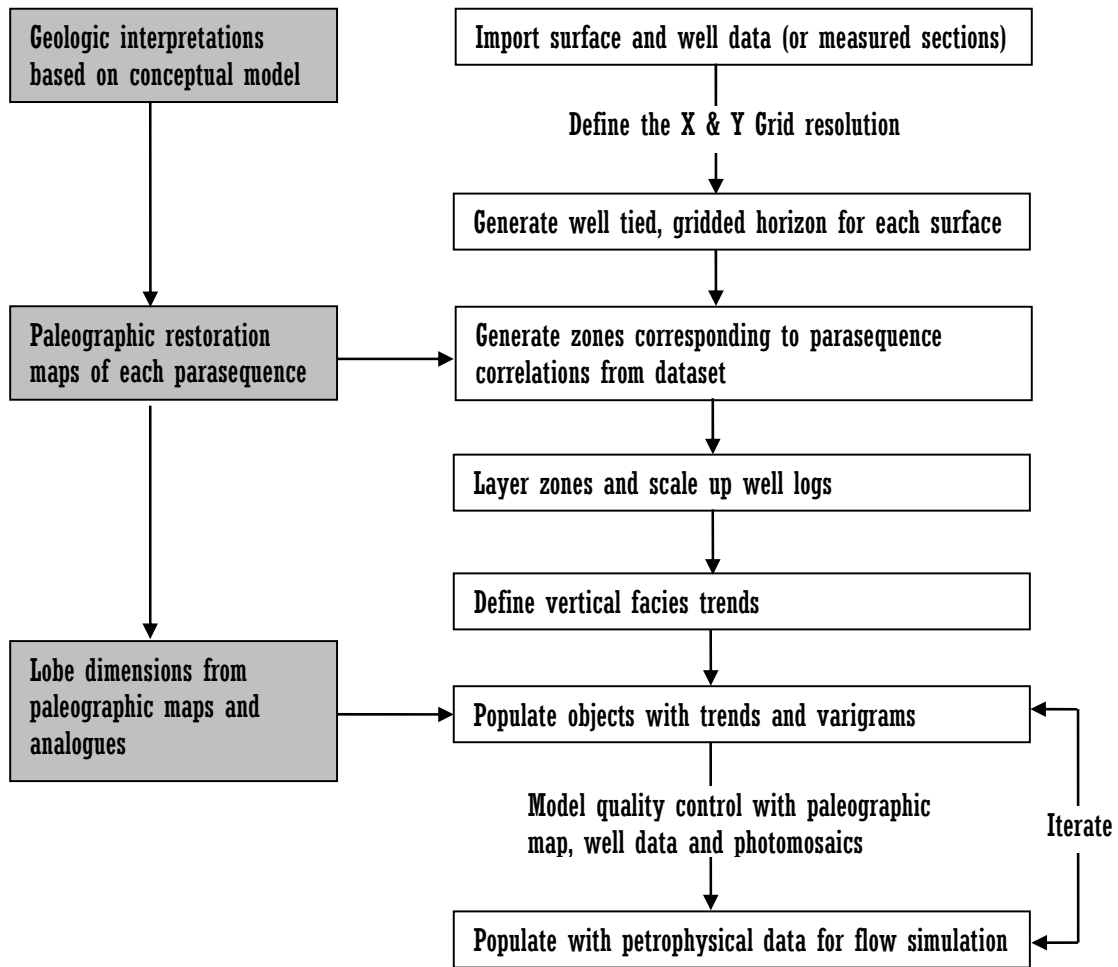 Geologic interpretations
based on conceptual model
Import surface and well data (or measured sections)
Define the X & Y Grid resolution
Generate well tied, gridded horizon for each surface
Paleographic restoration
maps of each parasequence
Generate zones corresponding to parasequence
correlations from dataset
Layer zones and scale up well logs
Define vertical facies trends
Lobe dimensions from
paleographic maps and
analogues
Populate objects with trends and varigrams
Model quality control with paleographic
map, well data and photomosaics
Iterate
Populate with petrophysical data for flow simulation